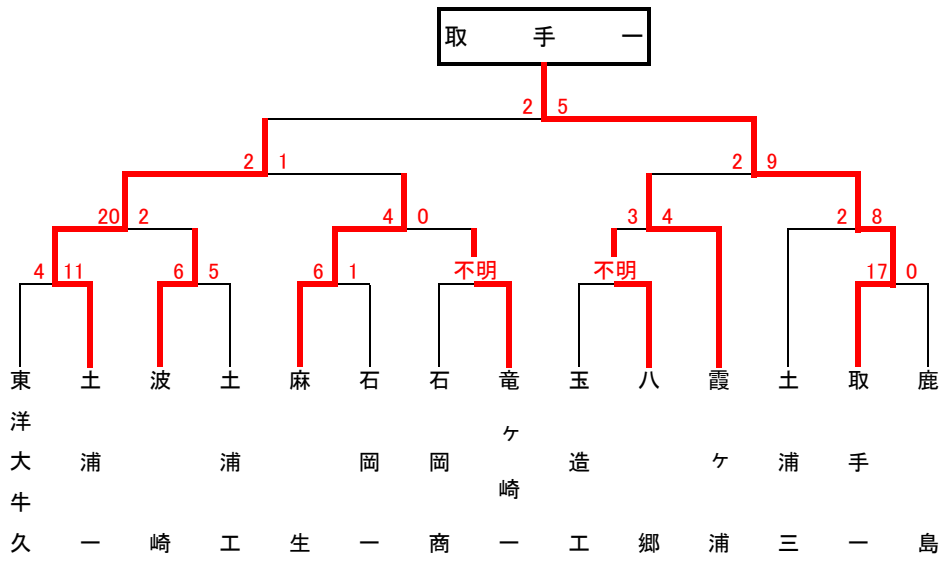 取手一
2 5
2 1
2 9
20 2
4 0
3 4
2 8
4 11
6 5
6 1
不明
不明
17 0
東洋大牛久
土浦一
波崎
土浦工
麻生
石岡一
石岡商
竜ヶ崎一
玉造工
八郷
霞ヶ浦
土浦三
取手一
鹿島